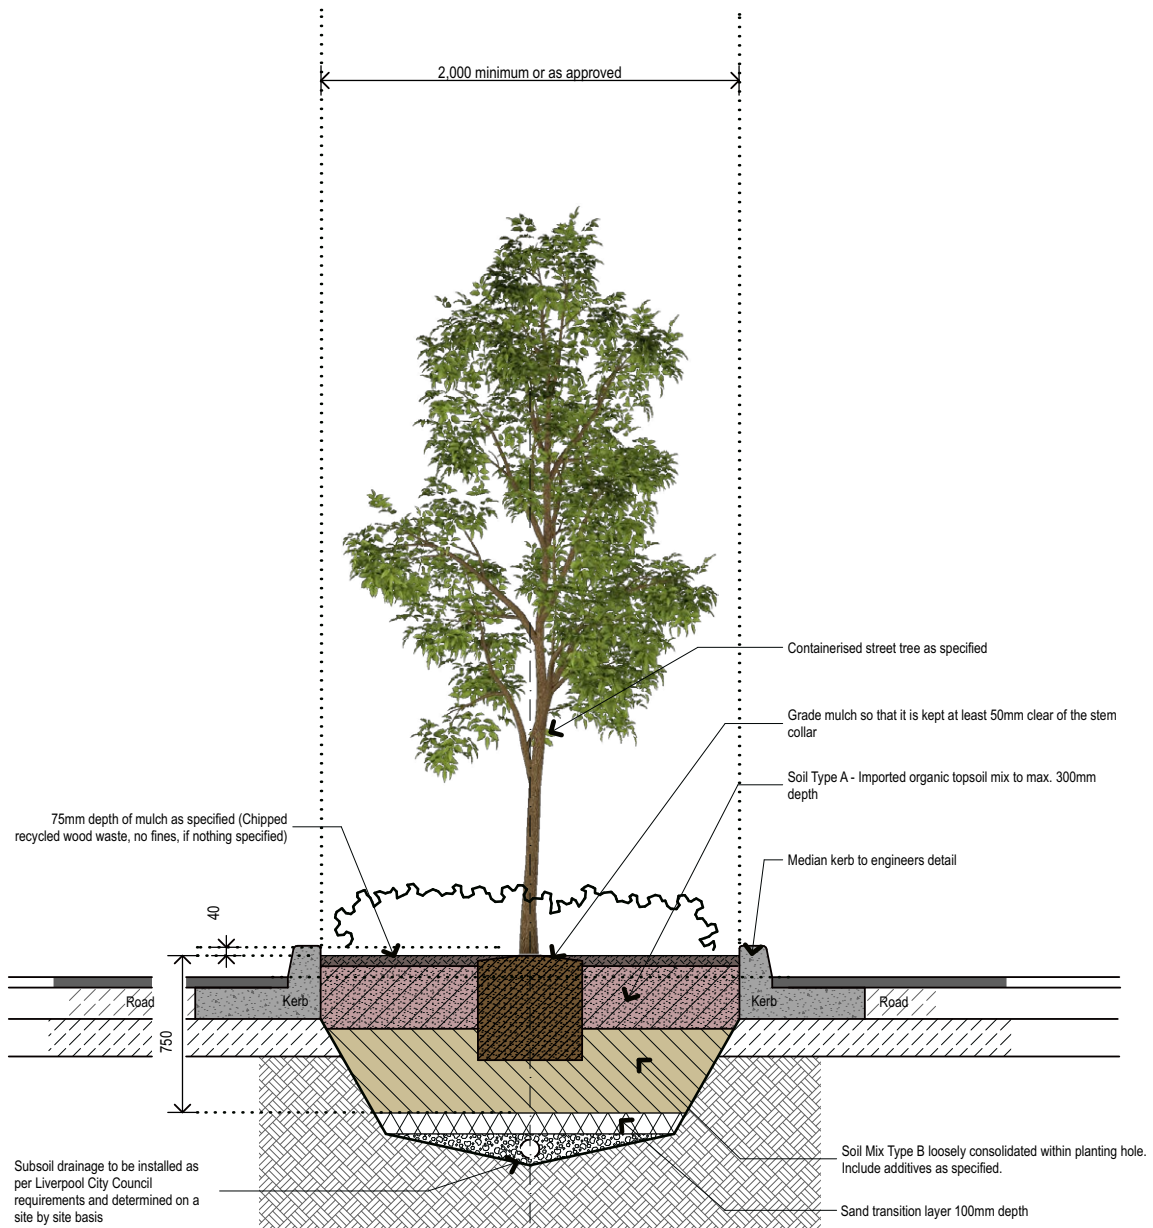 2,000 minimum or as approved
Containerised street tree as specified
Grade mulch so that it is kept at least 50mm clear of the stem
collar
Soil Type A - Imported organic topsoil mix to max. 300mm
depth
75mm depth of mulch as specified (Chipped
recycled wood waste, no fines, if nothing specified)
Median kerb to engineers detail
40
Road
Kerb
Kerb
Road
750
Soil Mix Type B loosely consolidated within planting hole.
Include additives as specified.
Subsoil drainage to be installed as
per Liverpool City Council
requirements and determined on a
site by site basis
Sand transition layer 100mm depth